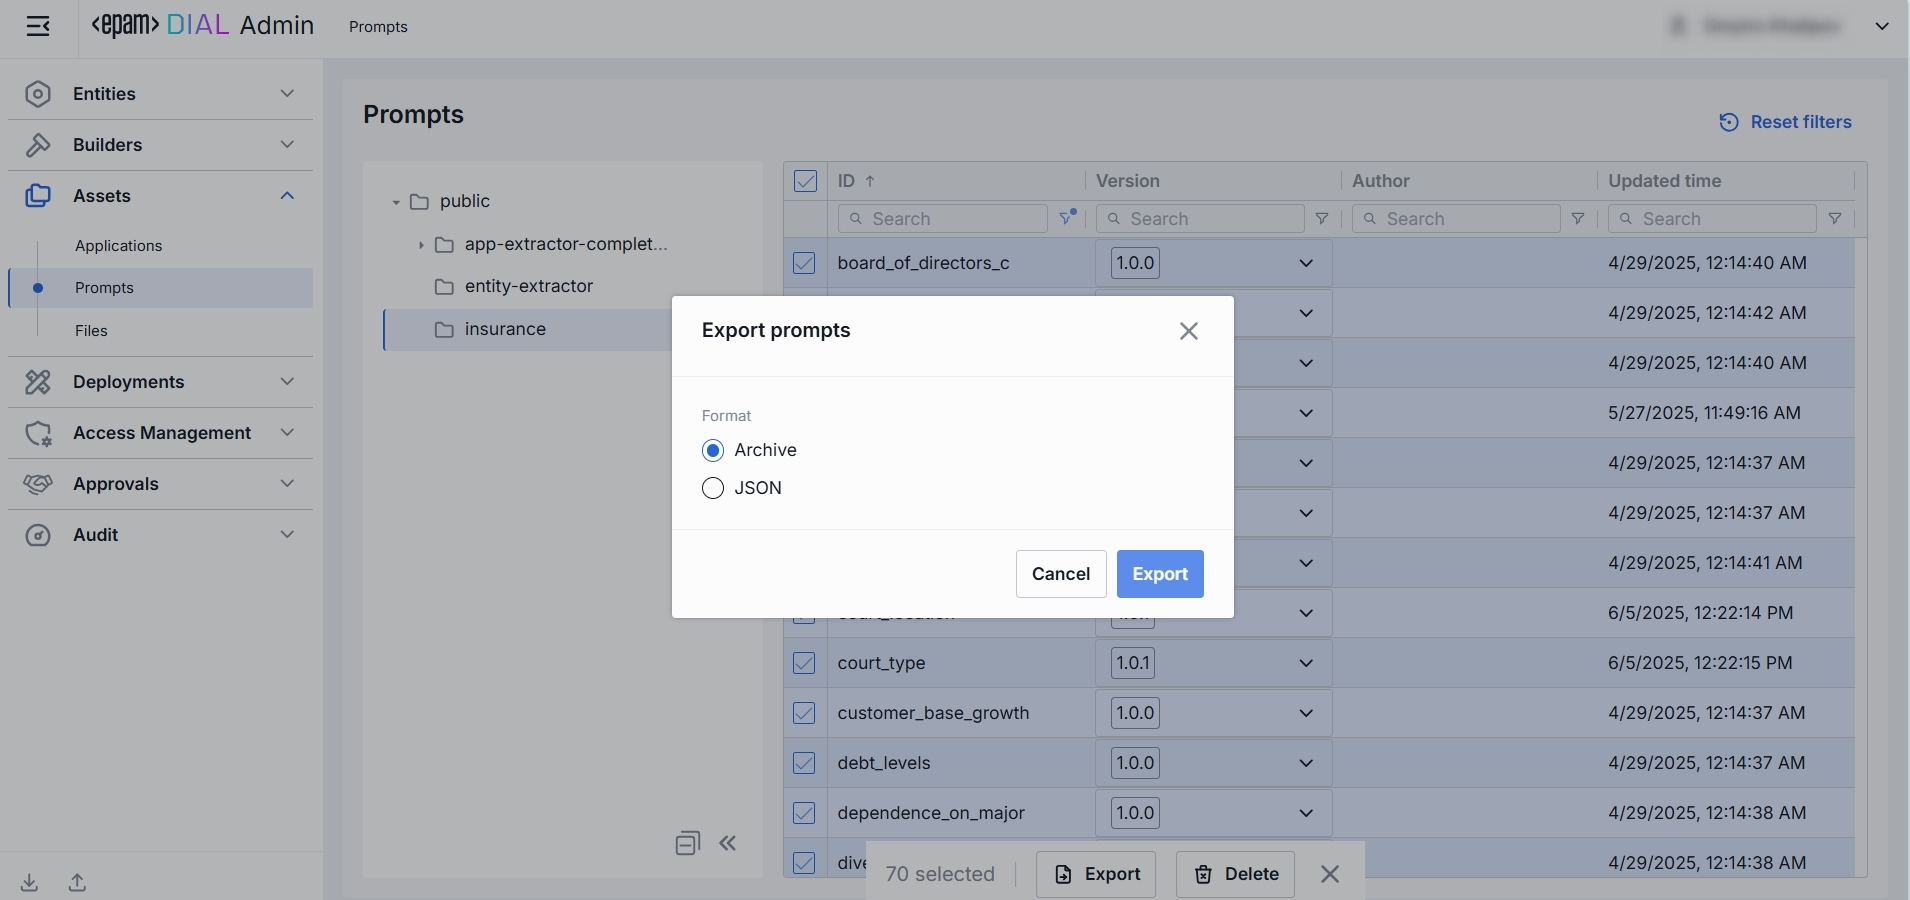 <epam> DIAL Admin
Prompts
Entities
Builders
Assets
Applications
Prompts
Files
Deployments
Access Management
Approvals
Audit
Prompts
Reset filters
public
app-extractor-complet...
entity-extractor
insurance
ID Version Author Updated time
Search Search Search Search
board_of_directors_c 1.0.0 4/29/2025, 12:14:40 AM
4/29/2025, 12:14:42 AM
4/29/2025, 12:14:40 AM
5/27/2025, 11:49:16 AM
4/29/2025, 12:14:37 AM
4/29/2025, 12:14:37 AM
4/29/2025, 12:14:41 AM
6/5/2025, 12:22:14 PM
court_type 1.0.1 6/5/2025, 12:22:15 PM
customer_base_growth 1.0.0 4/29/2025, 12:14:37 AM
debt_levels 1.0.0 4/29/2025, 12:14:37 AM
dependence_on_major 1.0.0 4/29/2025, 12:14:38 AM
dive 4/29/2025, 12:14:38 AM
Export prompts
Format
Archive
JSON
Cancel Export
70 selected Export Delete